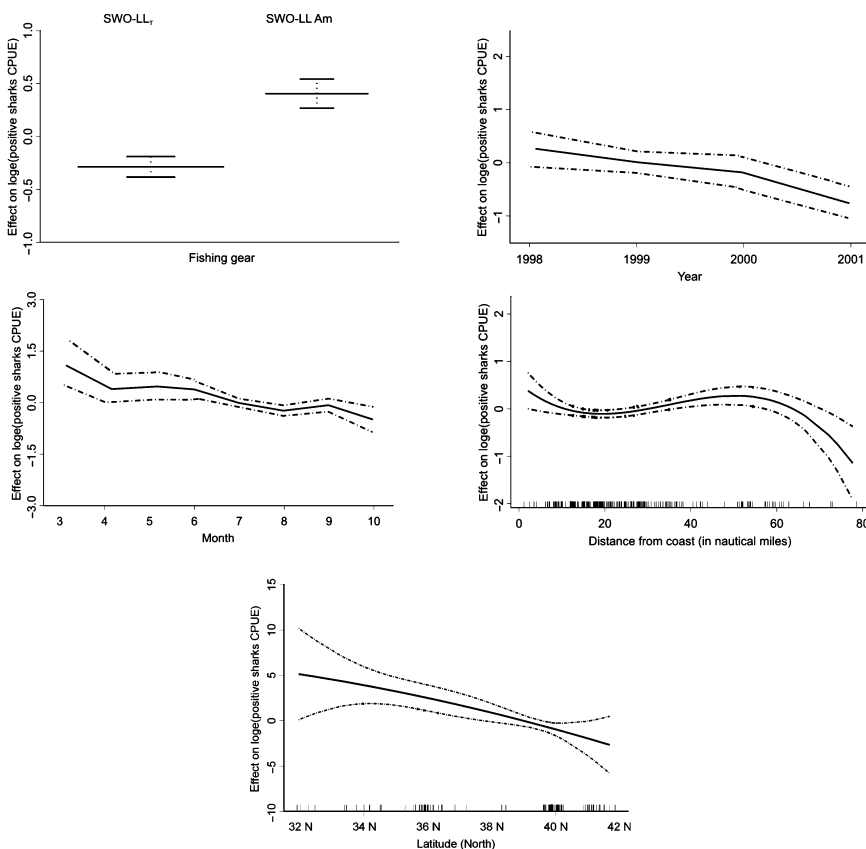 SWO-LL_T SWO-LL Am
Effect on loge(positive sharks CPUE)
1.0
0.5
0.0
−0.5
−1.0
Fishing gear
Effect on loge(positive sharks CPUE)
2
1
0
−1
1998 1999 2000 2001
Year
Effect on loge(positive sharks CPUE)
3.0
1.5
0.0
−1.5
−3.0
3 4 5 6 7 8 9 10
Month
Effect on loge(positive sharks CPUE)
2
1
0
−1
−2
0 20 40 60 80
Distance from coast (in nautical miles)
Effect on loge(positive sharks CPUE)
15
10
5
0
−5
−10
32 N 34 N 36 N 38 N 40 N 42 N
Latitude (North)